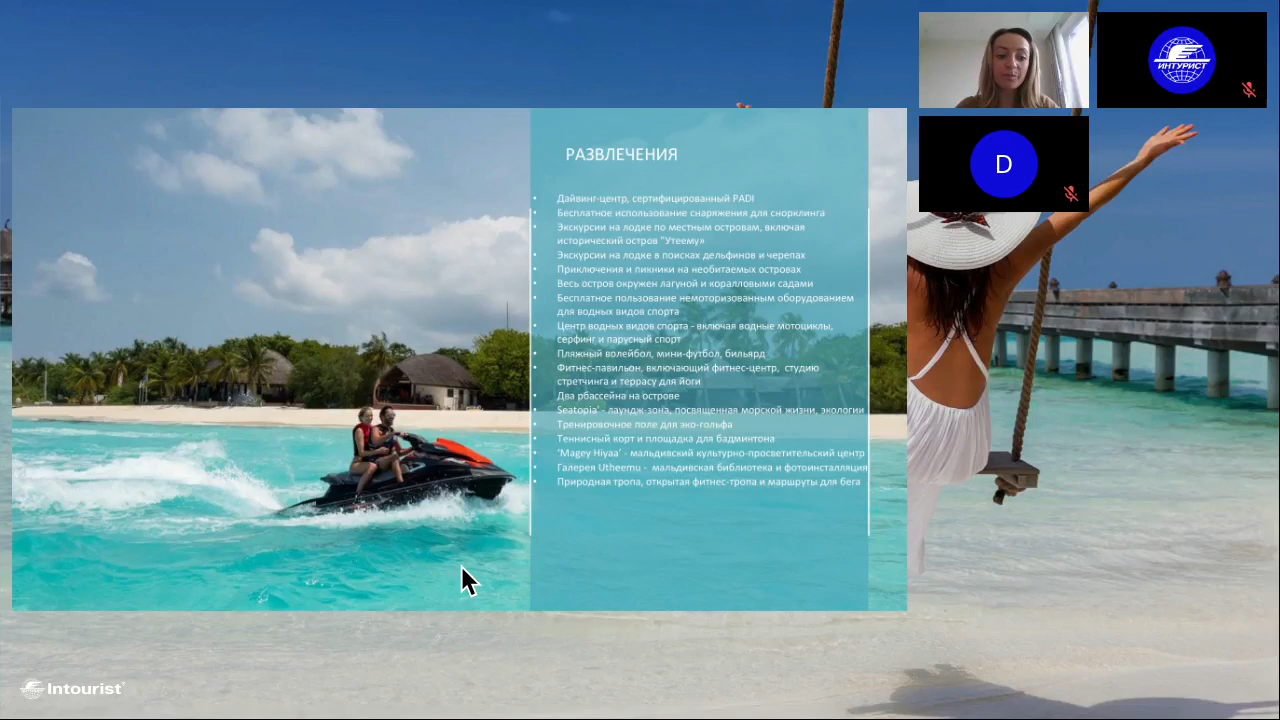 РАЗВЛЕЧЕНИЯ
Дайвинг-центр, сертифицированный PADI
Бесплатное использование снаряжения для снорклинга
Экскурсии на лодке по местным островам, включая
исторический остров "Утеему»
Экскурсии на лодке в поисках дельфинов и черепах
Приключения и пикники на необитаемых островах
Весь остров окружен лагуной и коралловыми садами
Бесплатное пользование немоторизованным оборудованием
для водных видов спорта
Центр водных видов спорта - включая водные мотоциклы,
серфинг и парусный спорт
Пляжный волейбол, мини-футбол, бильярд
Фитнес-павильон, включающий фитнес-центр, студию
стретчинга и террасу для йоги
Два рбассейна на острове
Seatopia' - лаундж-зона, посвященная морской жизни, экологии
Тренировочное поле для эко-гольфа
Теннисный корт и площадка для бадминтона
'Magey Hiyaa' - мальдивский культурно-просветительский центр
Галерея Utheemu - мальдивская библиотека и фотоинсталляция
Природная тропа, открытая фитнес-тропа и маршруты для бега
ИНТУРИСТ
D
Intourist